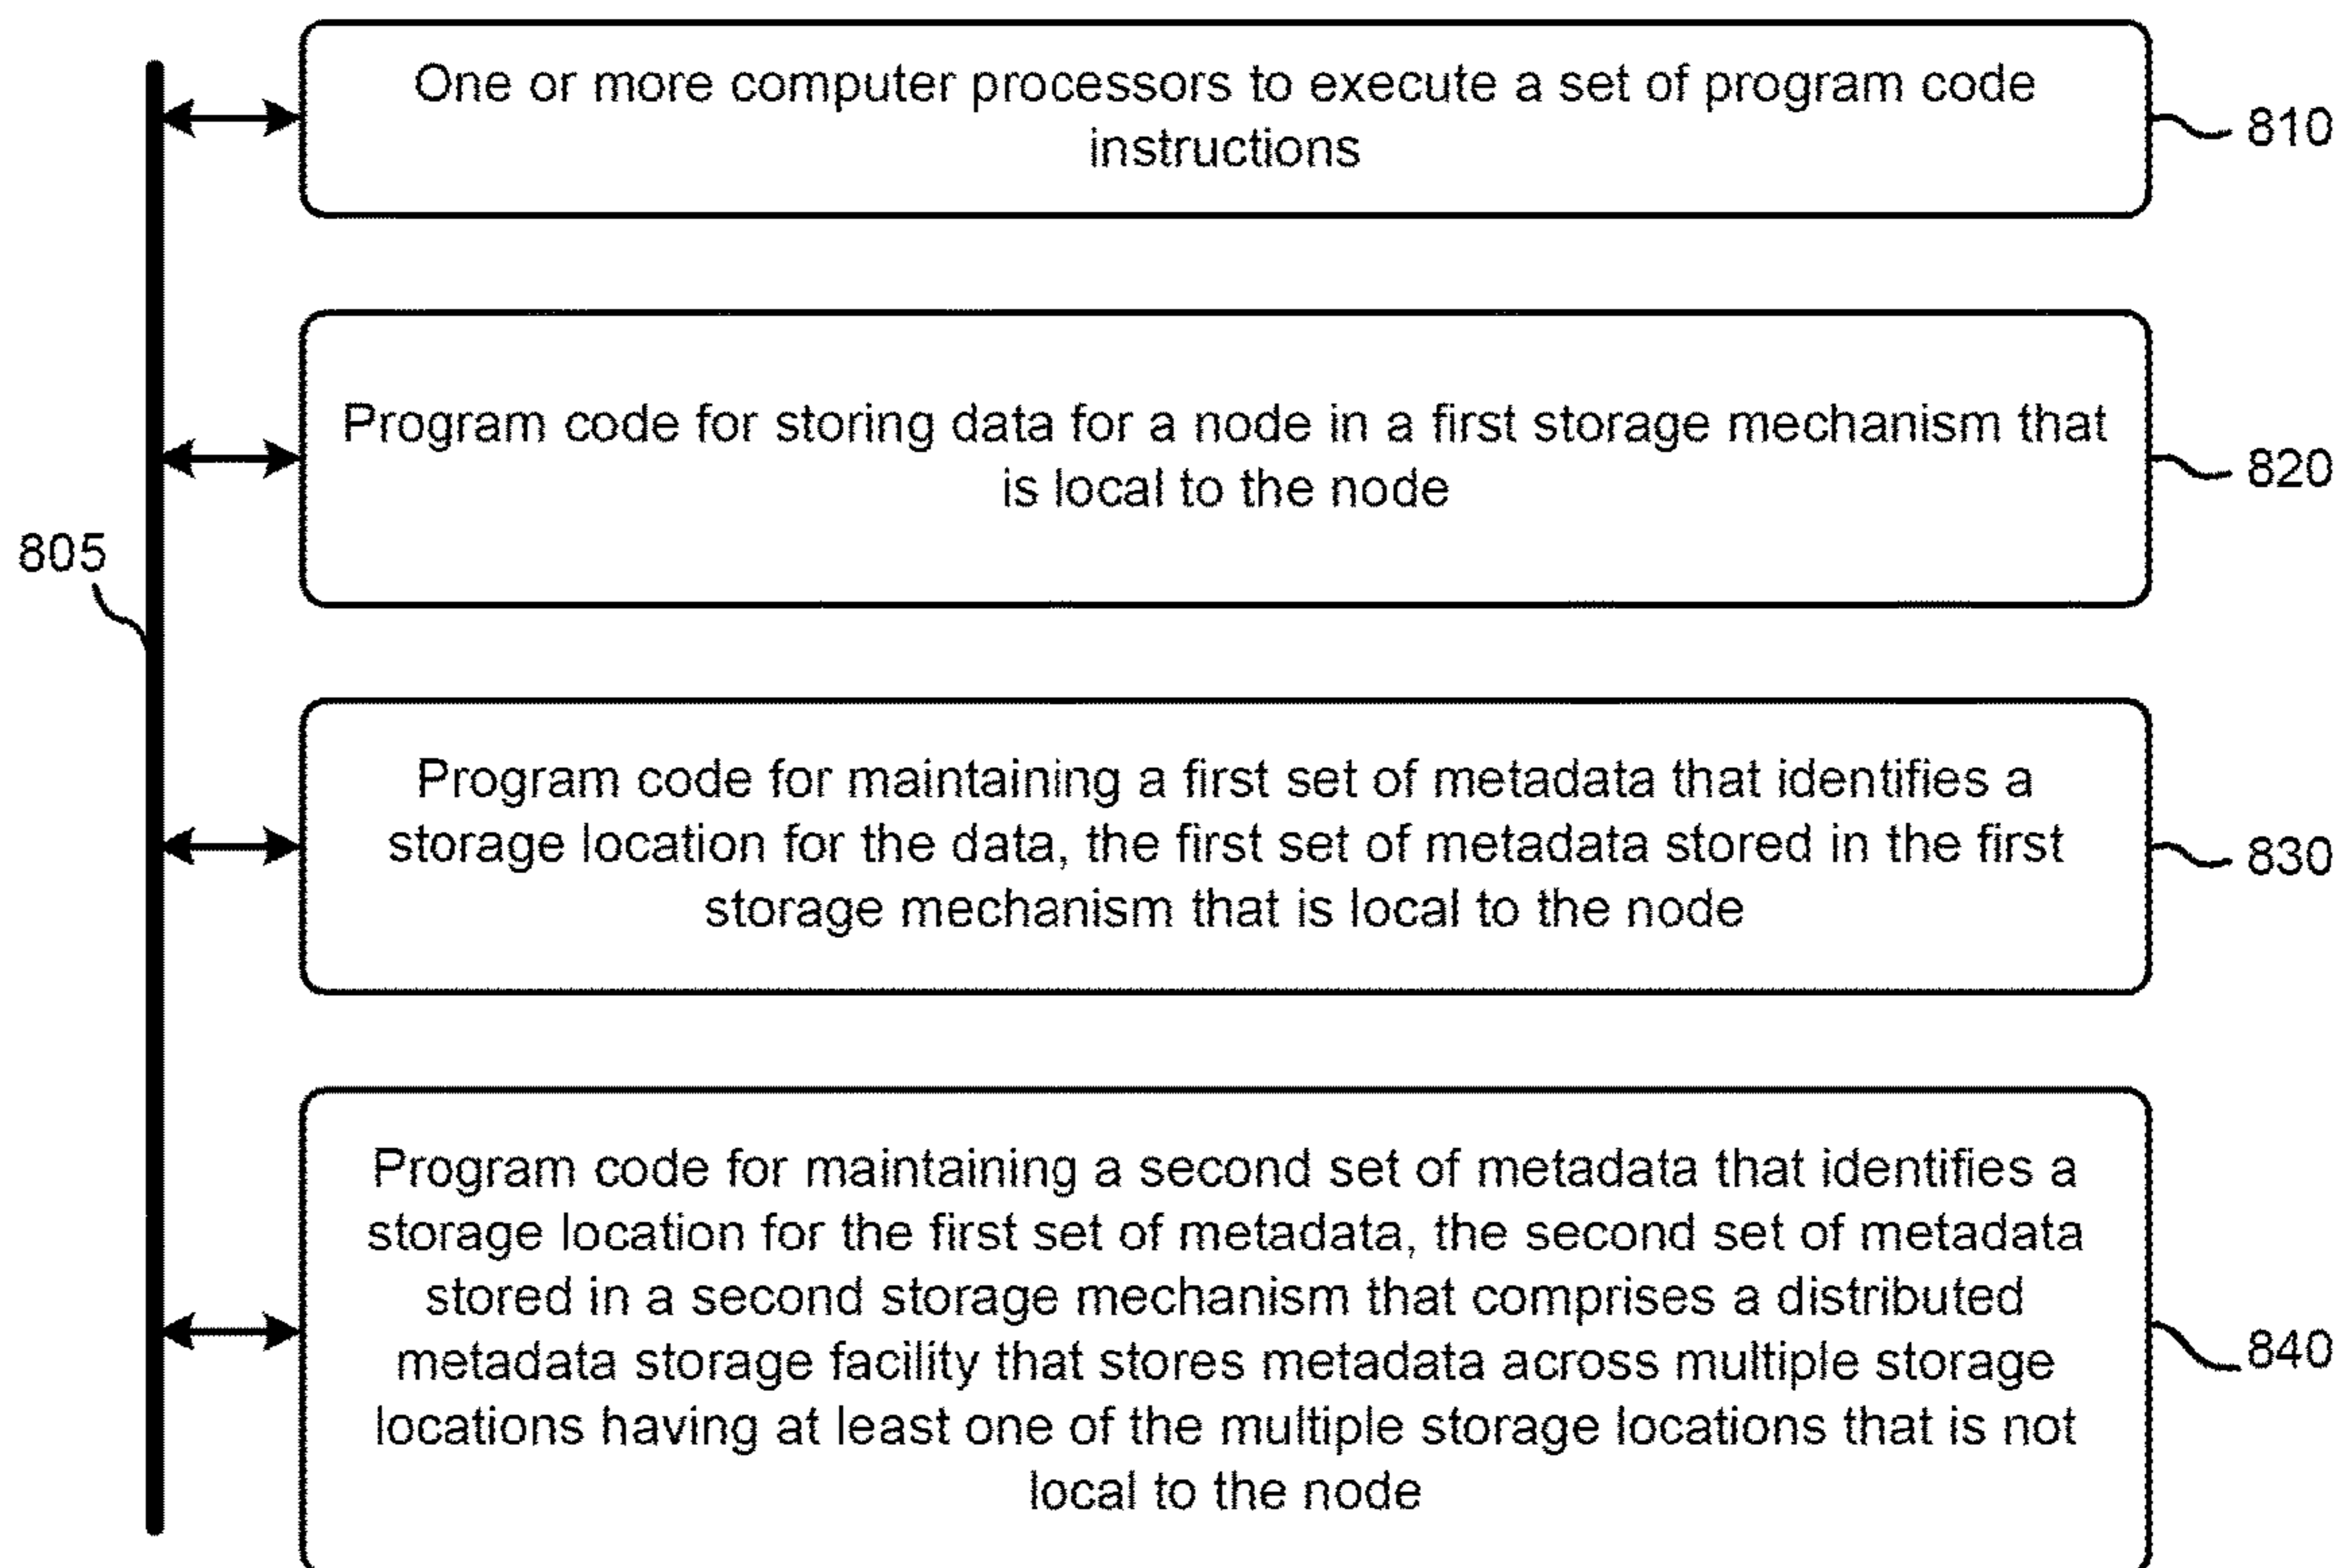 One or more computer processors to execute a set of program code
instructions
810
Program code for storing data for a node in a first storage mechanism that
is local to the node
820
805
Program code for maintaining a first set of metadata that identifies a
storage location for the data, the first set of metadata stored in the first
storage mechanism that is local to the node
830
Program code for maintaining a second set of metadata that identifies a
storage location for the first set of metadata, the second set of metadata
stored in a second storage mechanism that comprises a distributed
metadata storage facility that stores metadata across multiple storage
locations having at least one of the multiple storage locations that is not
local to the node
840